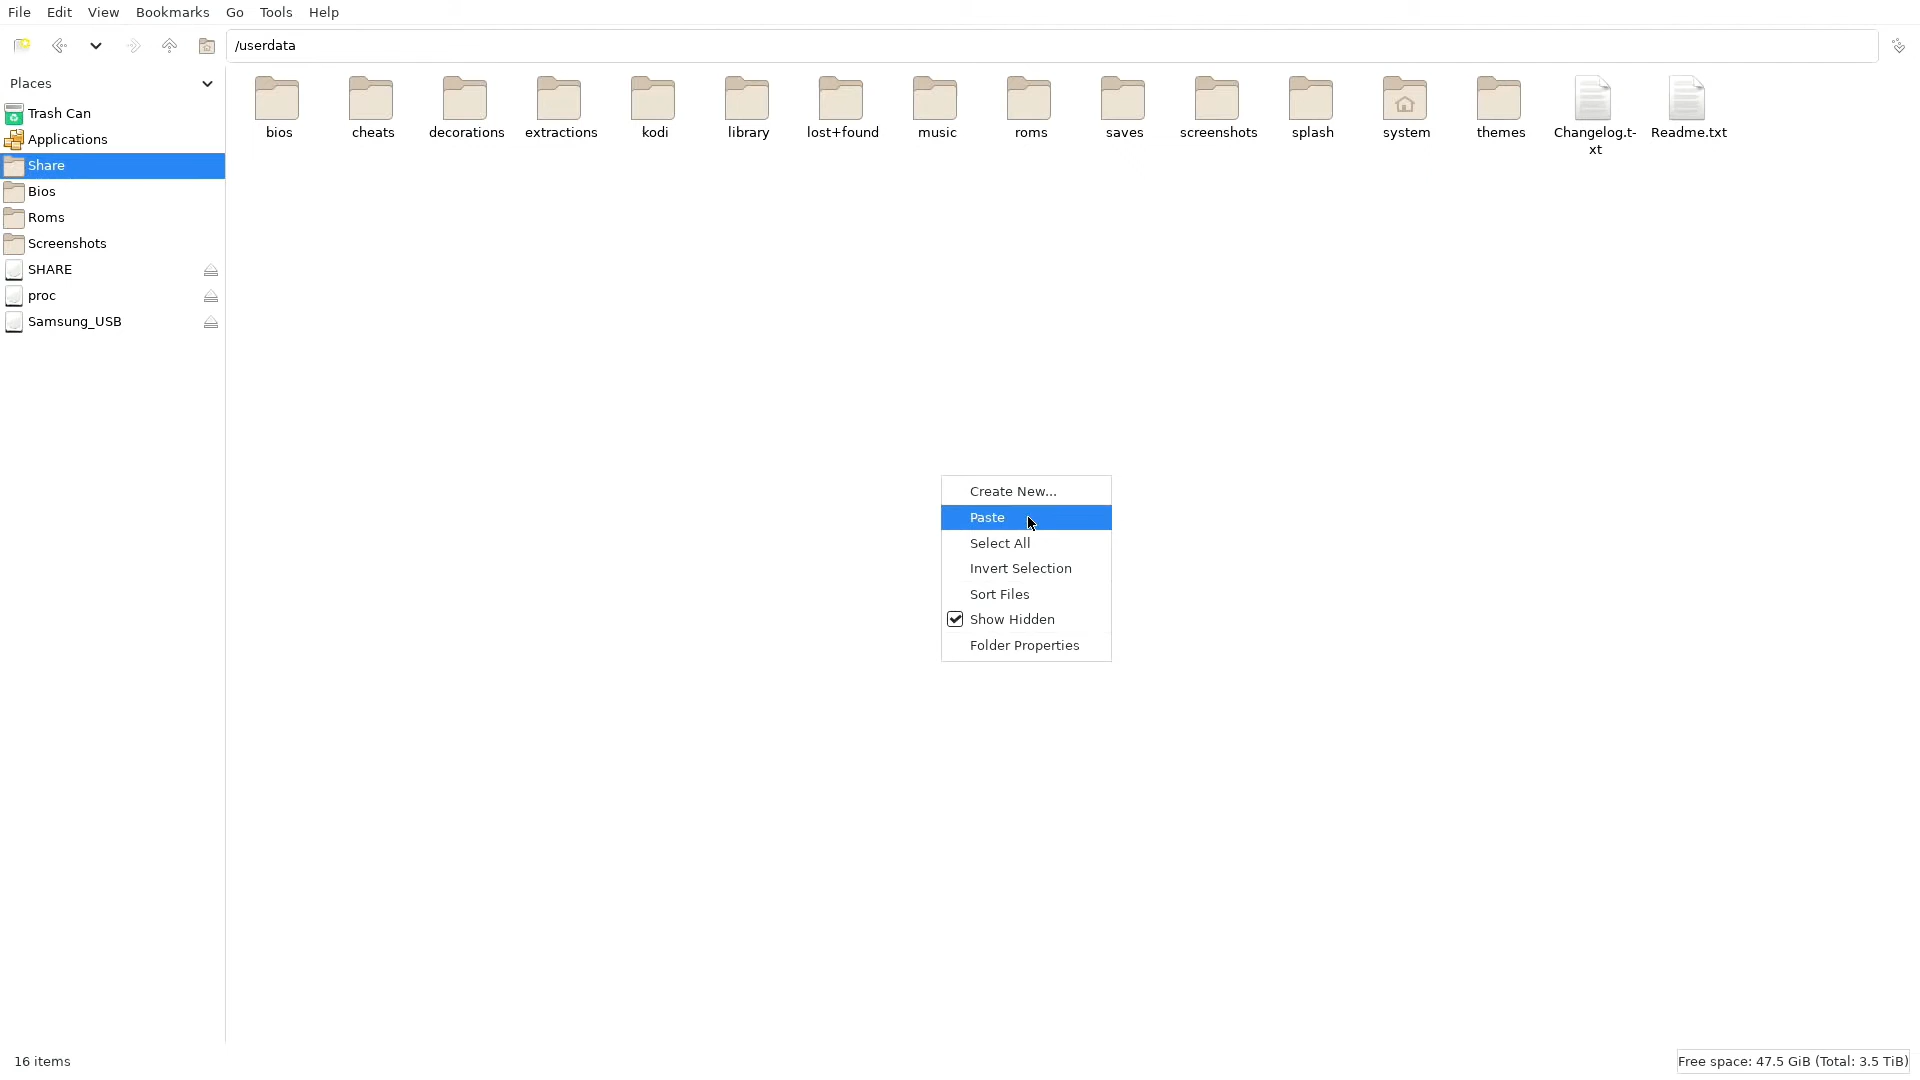 File Edit View Bookmarks Go Tools Help
/userdata
Places
Trash Can
Applications
Share
Bios
Roms
Screenshots
SHARE
proc
Samsung_USB
bios cheats decorations extractions kodi library lost+found music roms saves screenshots splash system themes Changelog.t- Readme.txt
xt
Create New...
Paste
Select All
Invert Selection
Sort Files
Show Hidden
Folder Properties
16 items
Free space: 47.5 GiB (Total: 3.5 TiB)